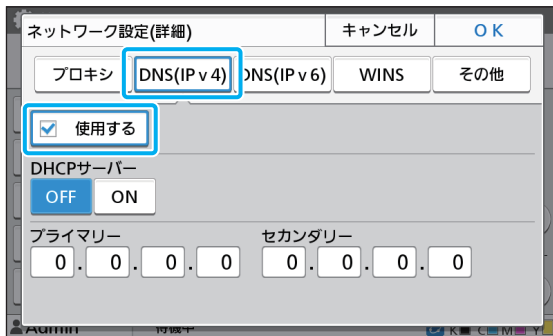 ネットワーク設定(詳細) キャンセル OK
プロキシ DNS(IPv4) DNS(IPv6) WINS その他
使用する
DHCPサーバー
OFF ON
プライマリー セカンダリー
0. 0. 0. 0 0. 0. 0. 0
Admin 待機中 K C M Y